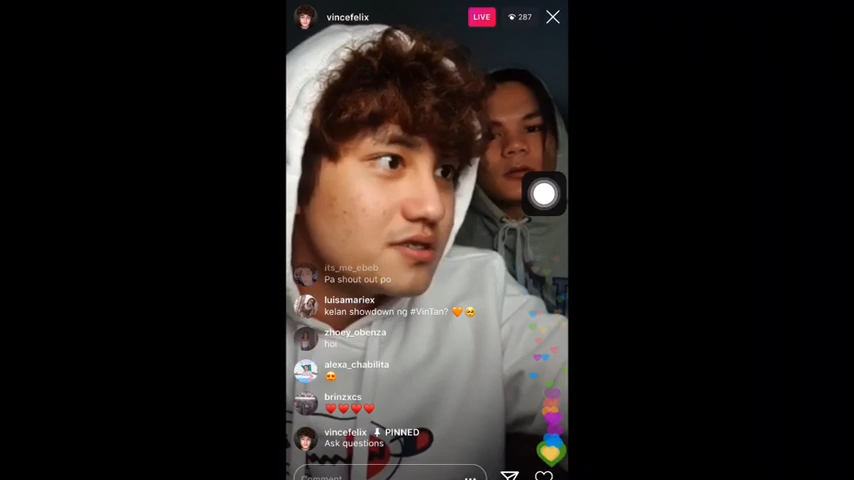 vincefelix
LIVE
287
its_me_ebeb
Pa shout out po
luisamariex
kelan showdown ng #VinTan? 🧡🥺
zhoey_obenza
hoi
alexa_chabilita
😍
brinzxcs
❤️❤️❤️❤️
vincefelix PINNED
Ask questions
Comment